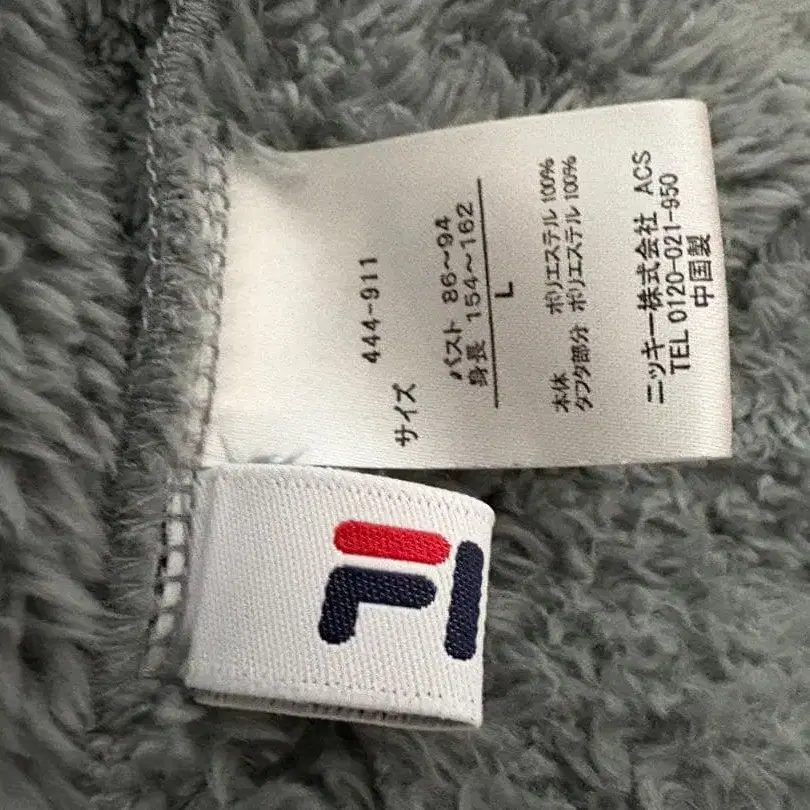 444-911
サイズ
バスト 86～94
身長 154～162
L
本体 ポリエステル 100%
タフタ部分 ポリエステル 100%
ニッキー株式会社 ACS
TEL 0120-021-950
中国製
F